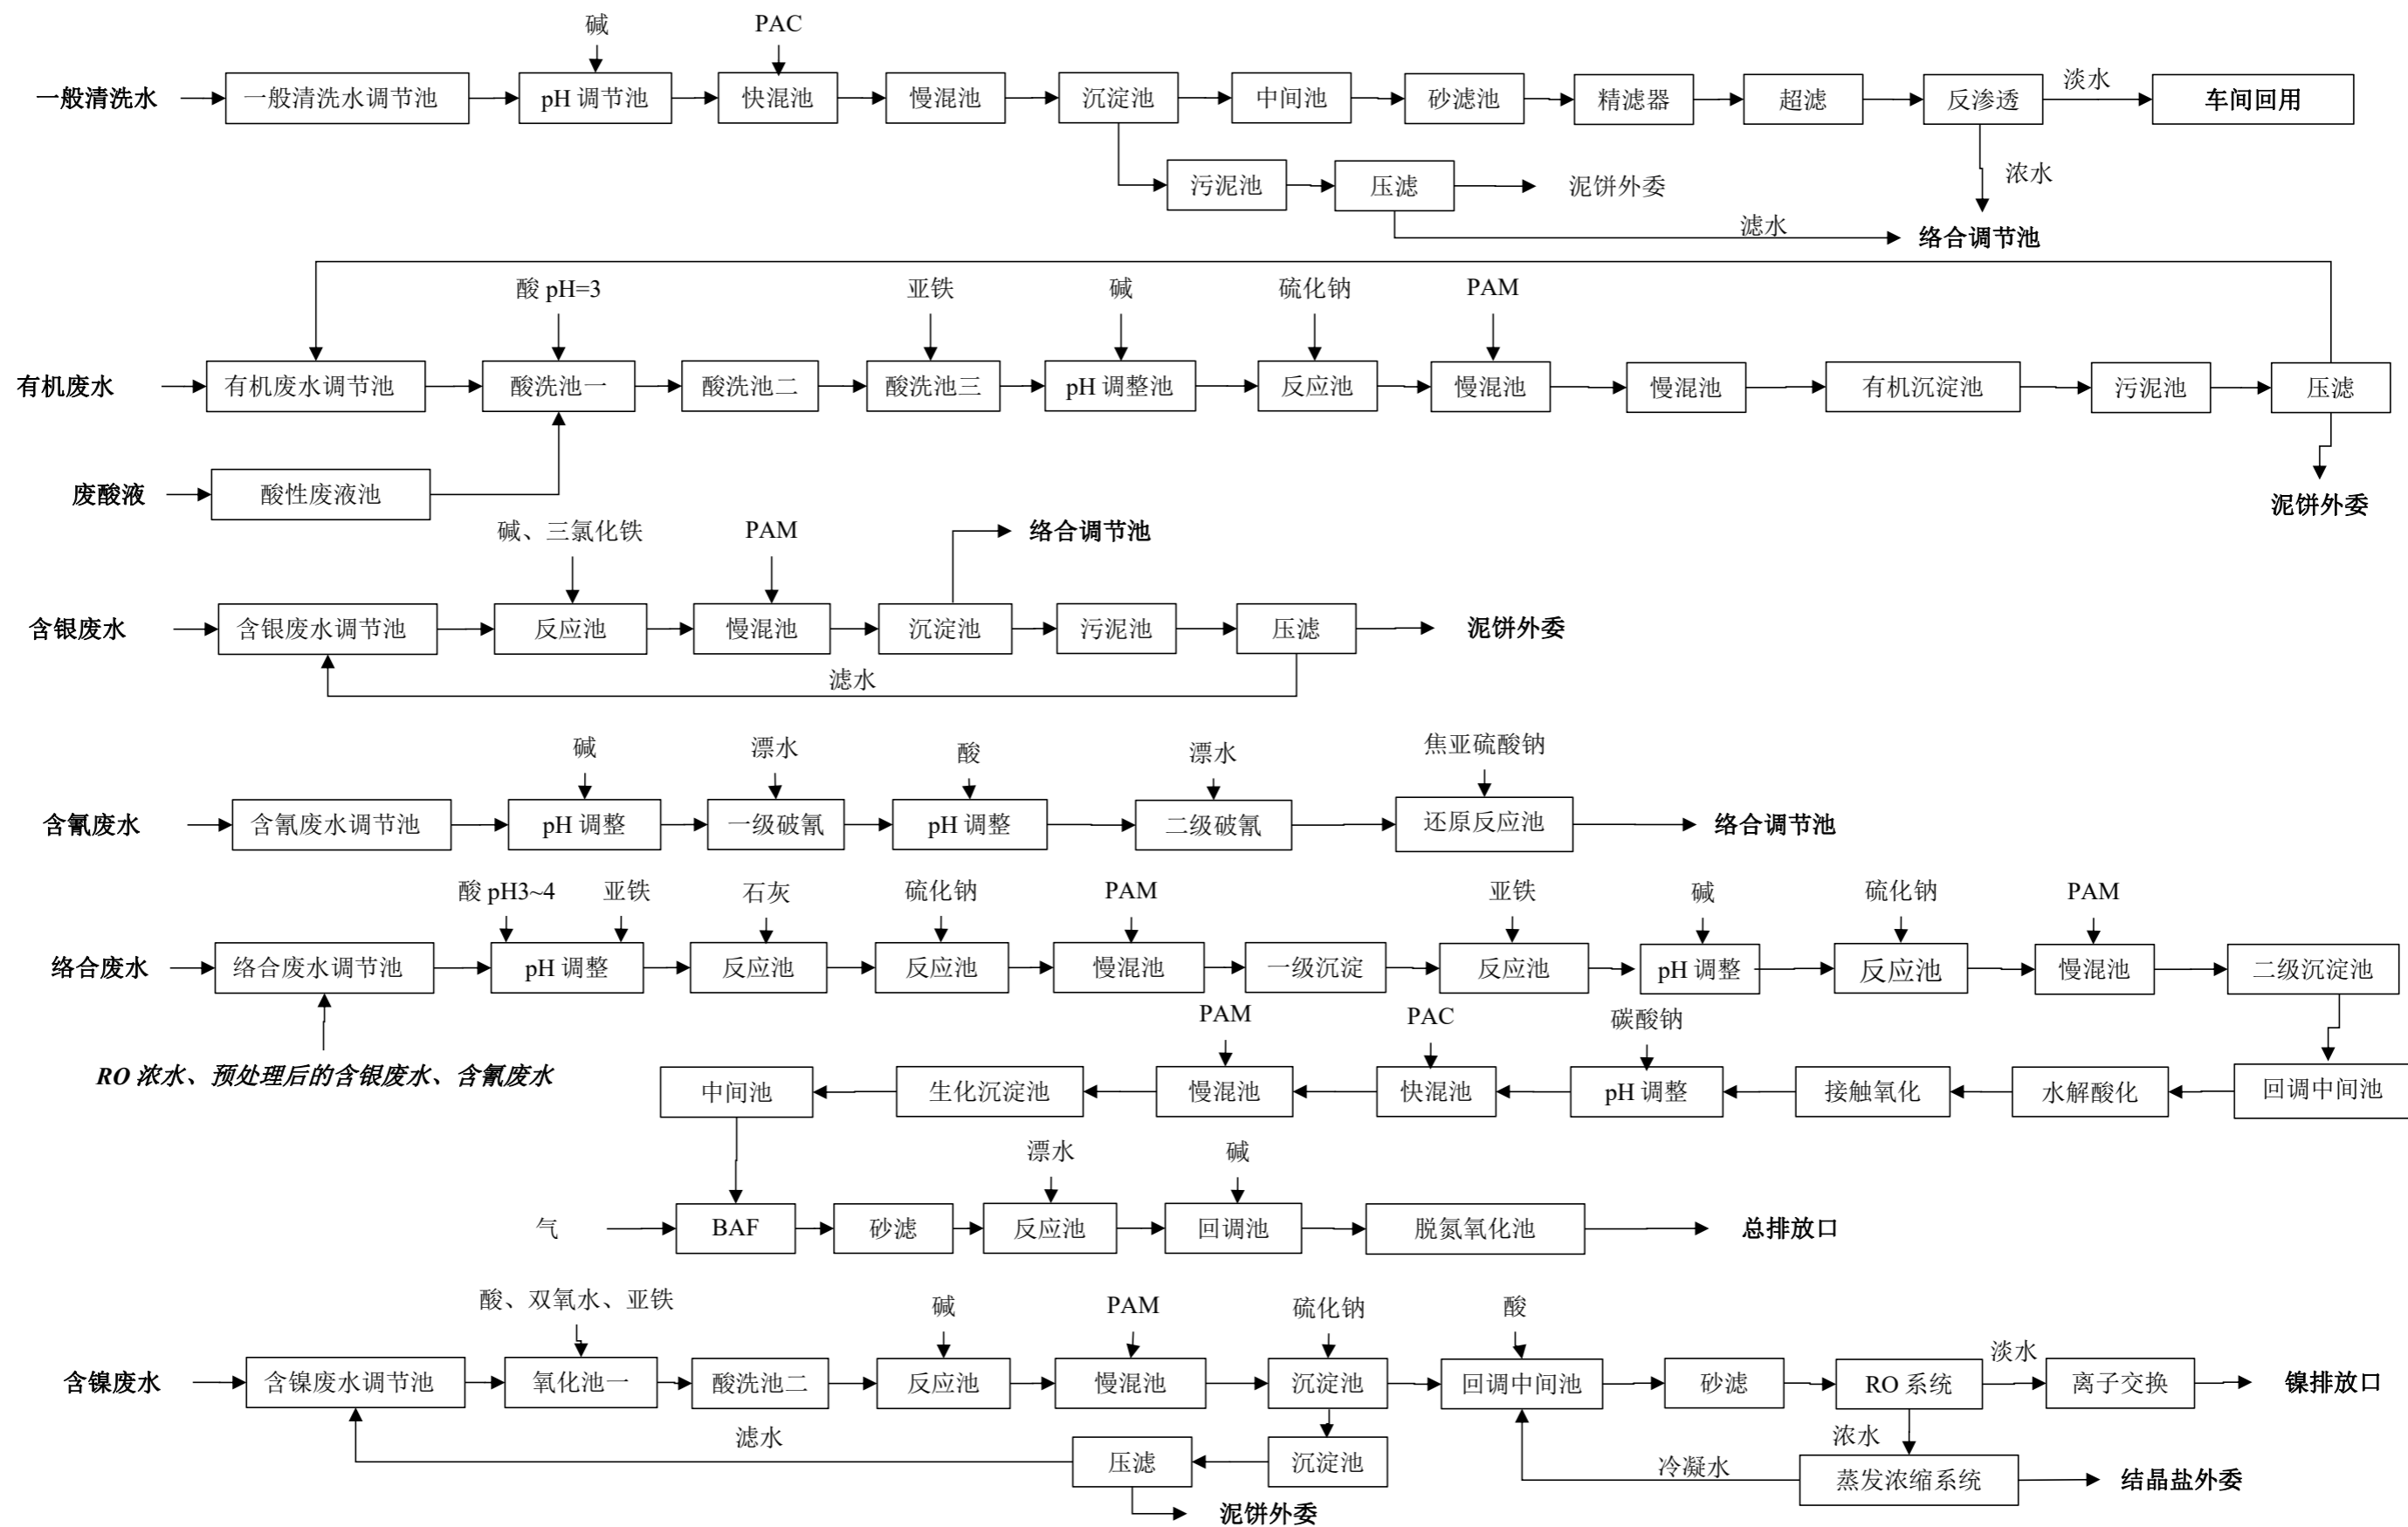 碱 PAC
一般清洗水 一般清洗水调节池 pH 调节池 快混池 慢混池 沉淀池 中间池 砂滤池 精滤器 超滤 反渗透 淡水 车间回用
污泥池 压滤 泥饼外委 浓水
滤水 络合调节池
酸 pH=3 亚铁 碱 硫化钠 PAM
有机废水 有机废水调节池 酸洗池一 酸洗池二 酸洗池三 pH 调整池 反应池 慢混池 慢混池 有机沉淀池 污泥池 压滤
废酸液 酸性废液池 泥饼外委
碱、三氯化铁 PAM 络合调节池
含银废水 含银废水调节池 反应池 慢混池 沉淀池 污泥池 压滤 泥饼外委
滤水
碱 漂水 酸 漂水 焦亚硫酸钠
含氰废水 含氰废水调节池 pH 调整 一级破氰 pH 调整 二级破氰 还原反应池 络合调节池
酸 pH3~4 亚铁 石灰 硫化钠 PAM 亚铁 碱 硫化钠 PAM
络合废水 络合废水调节池 pH 调整 反应池 反应池 慢混池 一级沉淀 反应池 pH 调整 反应池 慢混池 二级沉淀池
PAM PAC 碳酸钠
RO 浓水、预处理后的含银废水、含氰废水 中间池 生化沉淀池 慢混池 快混池 pH 调整 接触氧化 水解酸化 回调中间池
漂水 碱
气 BAF 砂滤 反应池 回调池 脱氮氧化池 总排放口
酸、双氧水、亚铁 碱 PAM 硫化钠 酸
含镍废水 含镍废水调节池 氧化池一 酸洗池二 反应池 慢混池 沉淀池 回调中间池 砂滤 RO 系统 淡水 离子交换 镍排放口
滤水 压滤 沉淀池 冷凝水 浓水 蒸发浓缩系统 结晶盐外委
泥饼外委